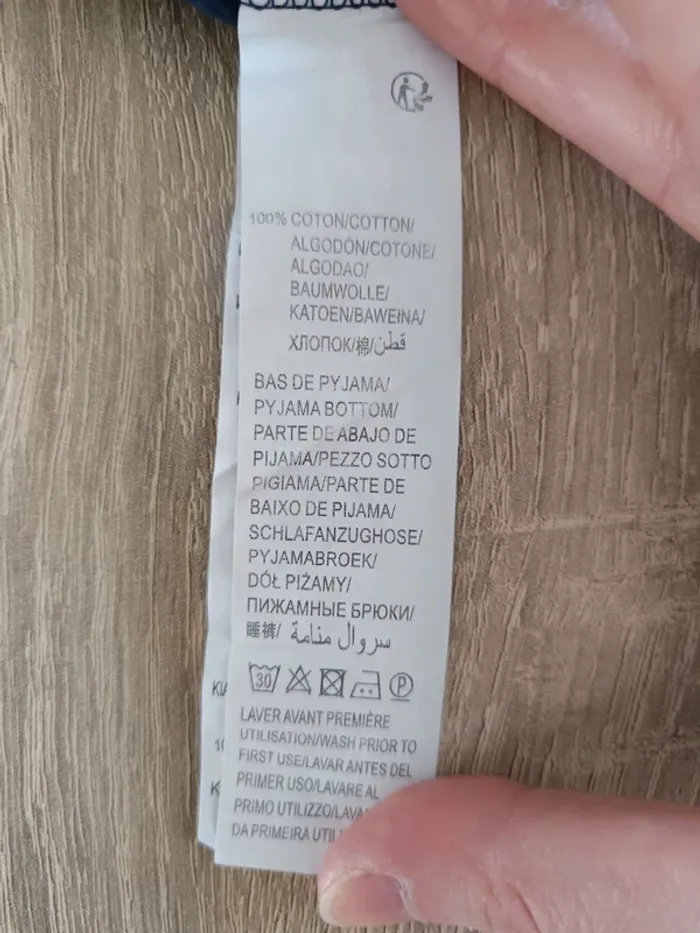 100% COTON/COTTON/
ALGODÓN/COTONE/
ALGODAO/
BAUMWOLLE/
KATOEN/BAWEŁNA/
ХЛОПОК/棉/قطن
BAS DE PYJAMA/
PYJAMA BOTTOM/
PARTE DE ABAJO DE
PIJAMA/PEZZO SOTTO
PIGIAMA/PARTE DE
BAIXO DE PIJAMA/
SCHLAFANZUGHOSE/
PYJAMABROEK/
DÓŁ PIŻAMY/
ПИЖАМНЫЕ БРЮКИ/
睡裤/ سروال منامة
30 P
LAVER AVANT PREMIÈRE
UTILISATION/WASH PRIOR TO
FIRST USE/LAVAR ANTES DEL
PRIMER USO/LAVARE AL
PRIMO UTILIZZO/LAVA
DA PRIMEIRA UTIL